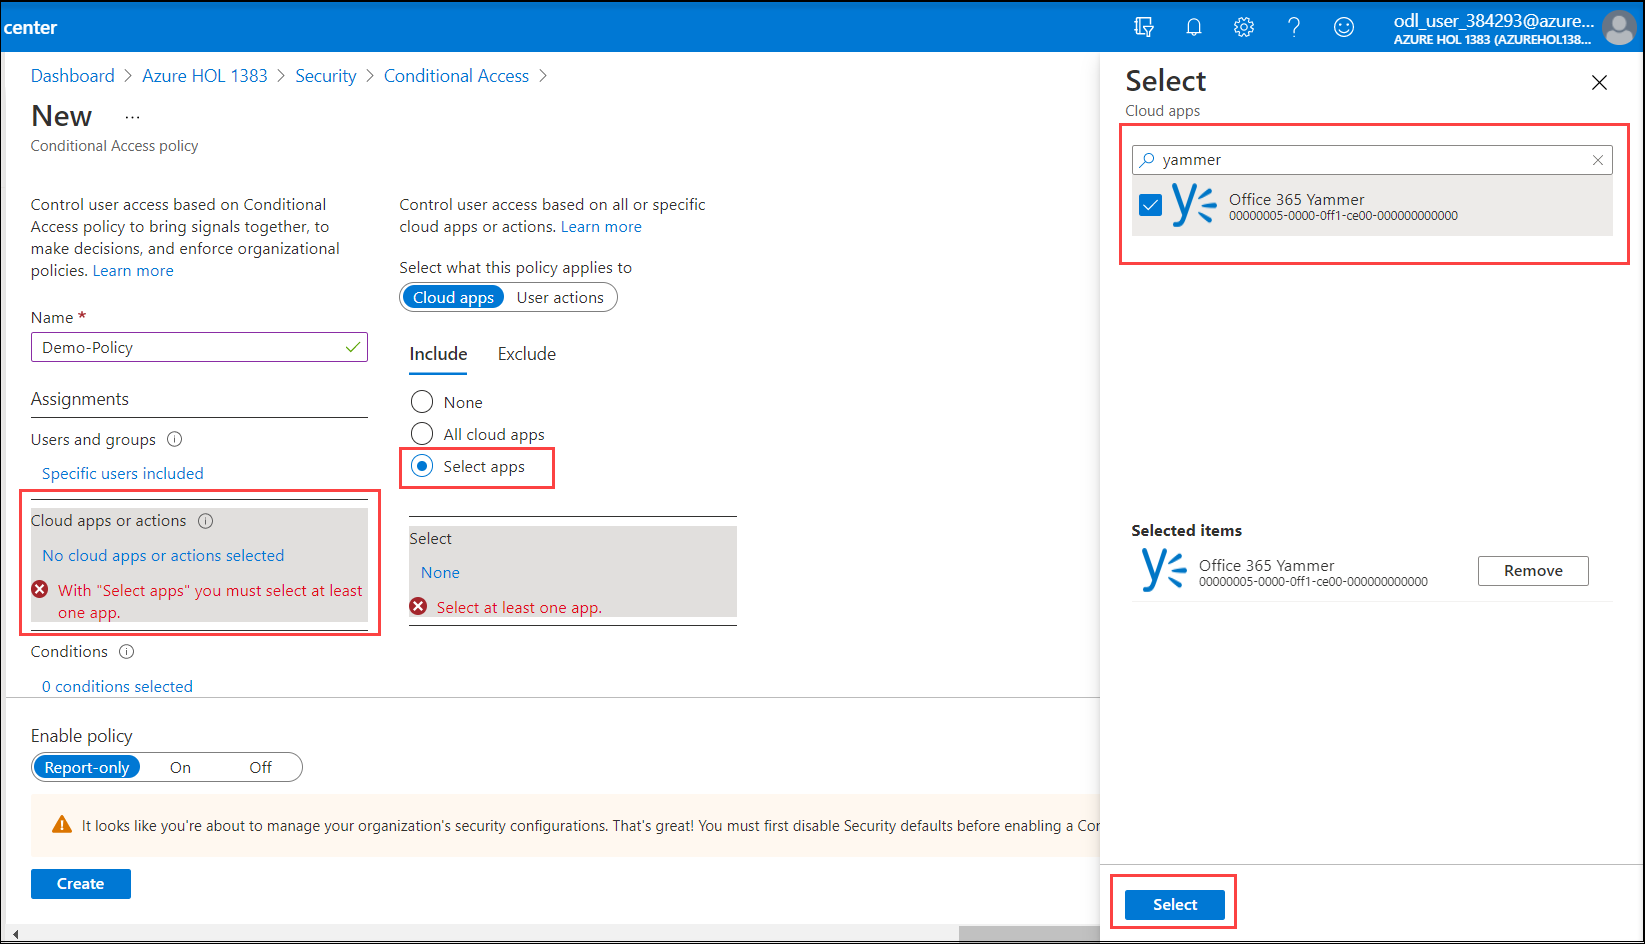 center
odl_user_384293@azure...
AZURE HOL 1383 (AZUREHOL138...
Dashboard > Azure HOL 1383 > Security > Conditional Access >
New ...
Conditional Access policy
Control user access based on Conditional
Access policy to bring signals together, to
make decisions, and enforce organizational
policies. Learn more
Name *
Demo-Policy
Assignments
Users and groups
Specific users included
Cloud apps or actions
No cloud apps or actions selected
With "Select apps" you must select at least
one app.
Conditions
0 conditions selected
Control user access based on all or specific
cloud apps or actions. Learn more
Select what this policy applies to
Cloud apps User actions
Include Exclude
None
All cloud apps
Select apps
Select
None
Select at least one app.
Enable policy
Report-only On Off
It looks like you're about to manage your organization's security configurations. That's great! You must first disable Security defaults before enabling a Cor
Create
Select
Cloud apps
yammer
Office 365 Yammer
00000005-0000-0ff1-ce00-000000000000
Selected items
Office 365 Yammer
00000005-0000-0ff1-ce00-000000000000
Remove
Select